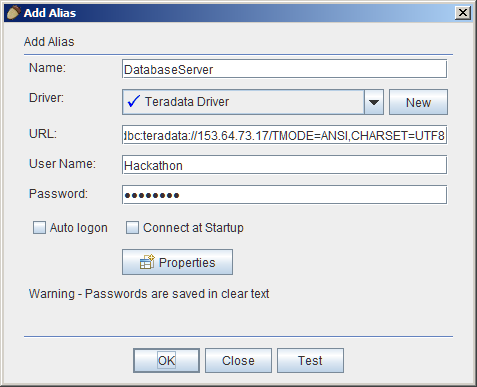 Add Alias
Add Alias
Name: DatabaseServer
Driver: Teradata Driver New
URL: dbc:teradata://153.64.73.17/TMODE=ANSI,CHARSET=UTF8
User Name: Hackathon
Password: ●●●●●●●●
Auto logon Connect at Startup
Properties
Warning - Passwords are saved in clear text
OK Close Test